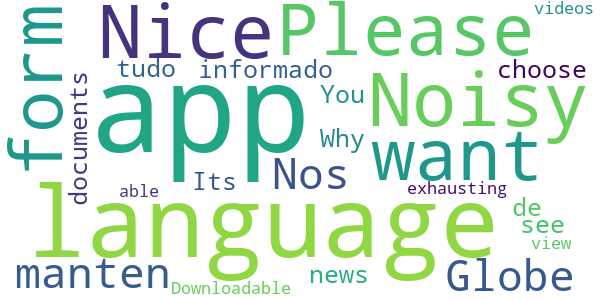 videos
form Nice Please
tudo informado choose
documents app You Noisy
Why want
Its Nos
able exhausting
language de
see
view
manten news Globe
Downloadable